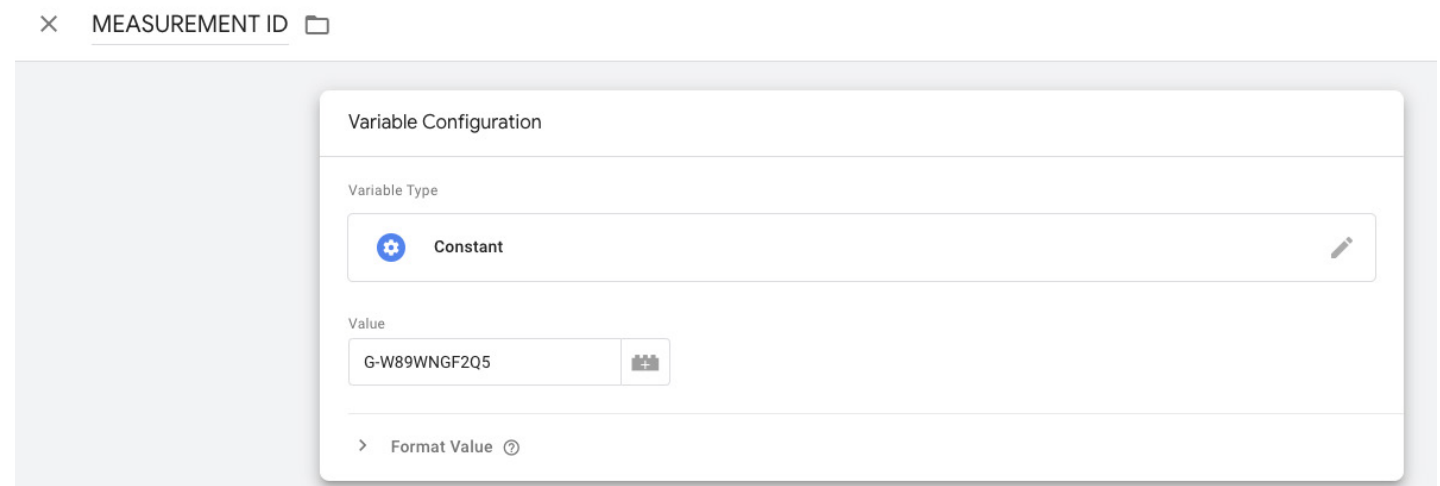 MEASUREMENT ID
Variable Configuration
Variable Type
Constant
Value
G-W89WNGF2Q5
Format Value